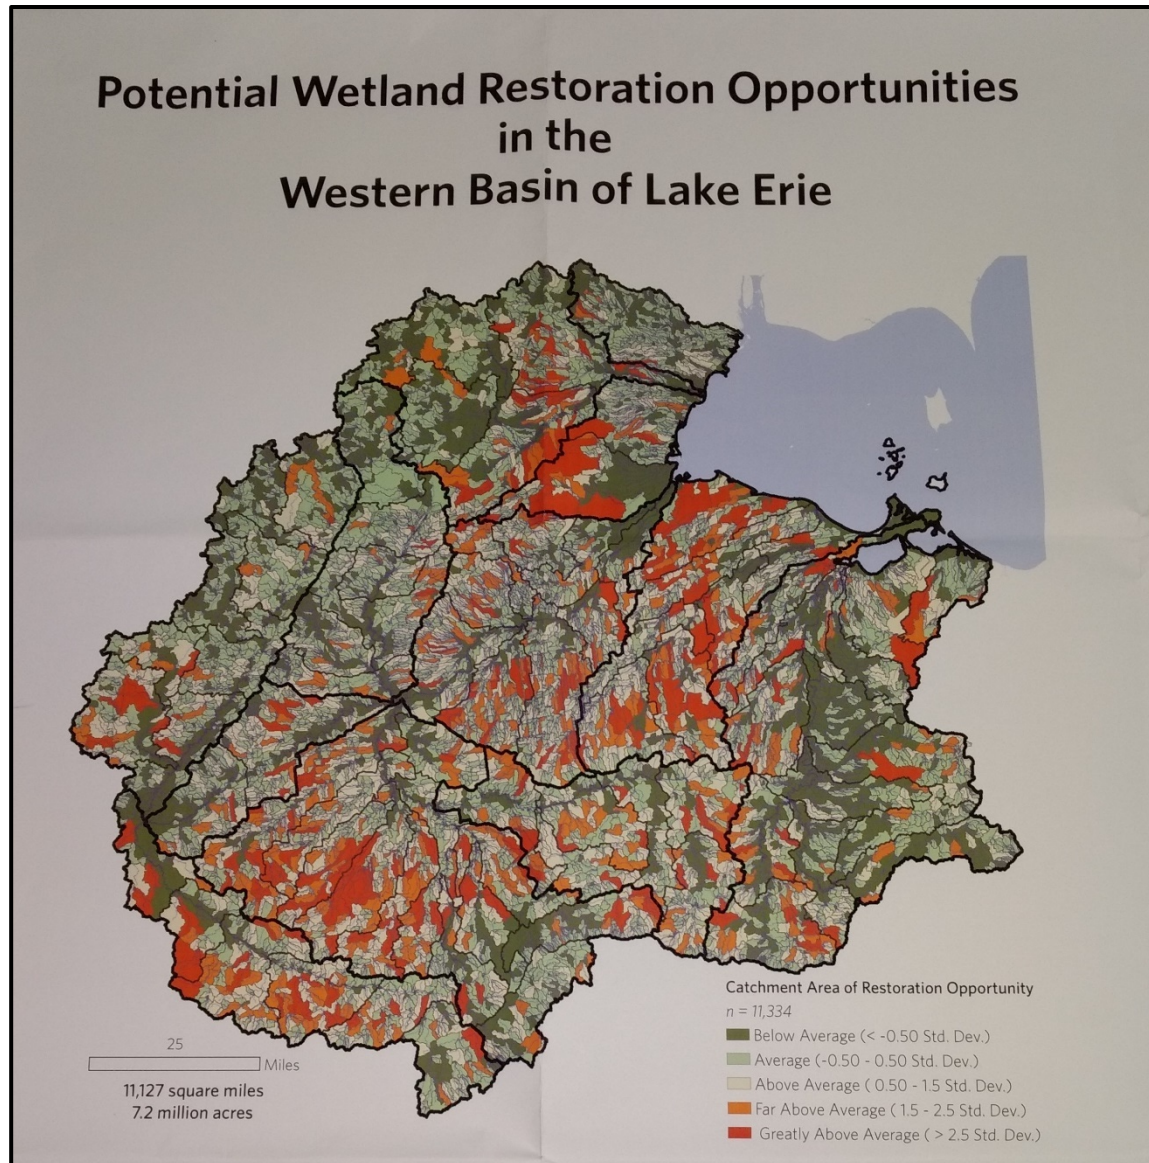 Potential Wetland Restoration Opportunities
in the
Western Basin of Lake Erie
Catchment Area of Restoration Opportunity
n = 11,334
Below Average (< -0.50 Std. Dev.)
Average (-0.50 - 0.50 Std. Dev.)
Above Average ( 0.50 - 1.5 Std. Dev.)
Far Above Average ( 1.5 - 2.5 Std. Dev.)
Greatly Above Average ( > 2.5 Std. Dev.)
25
Miles
11,127 square miles
7.2 million acres